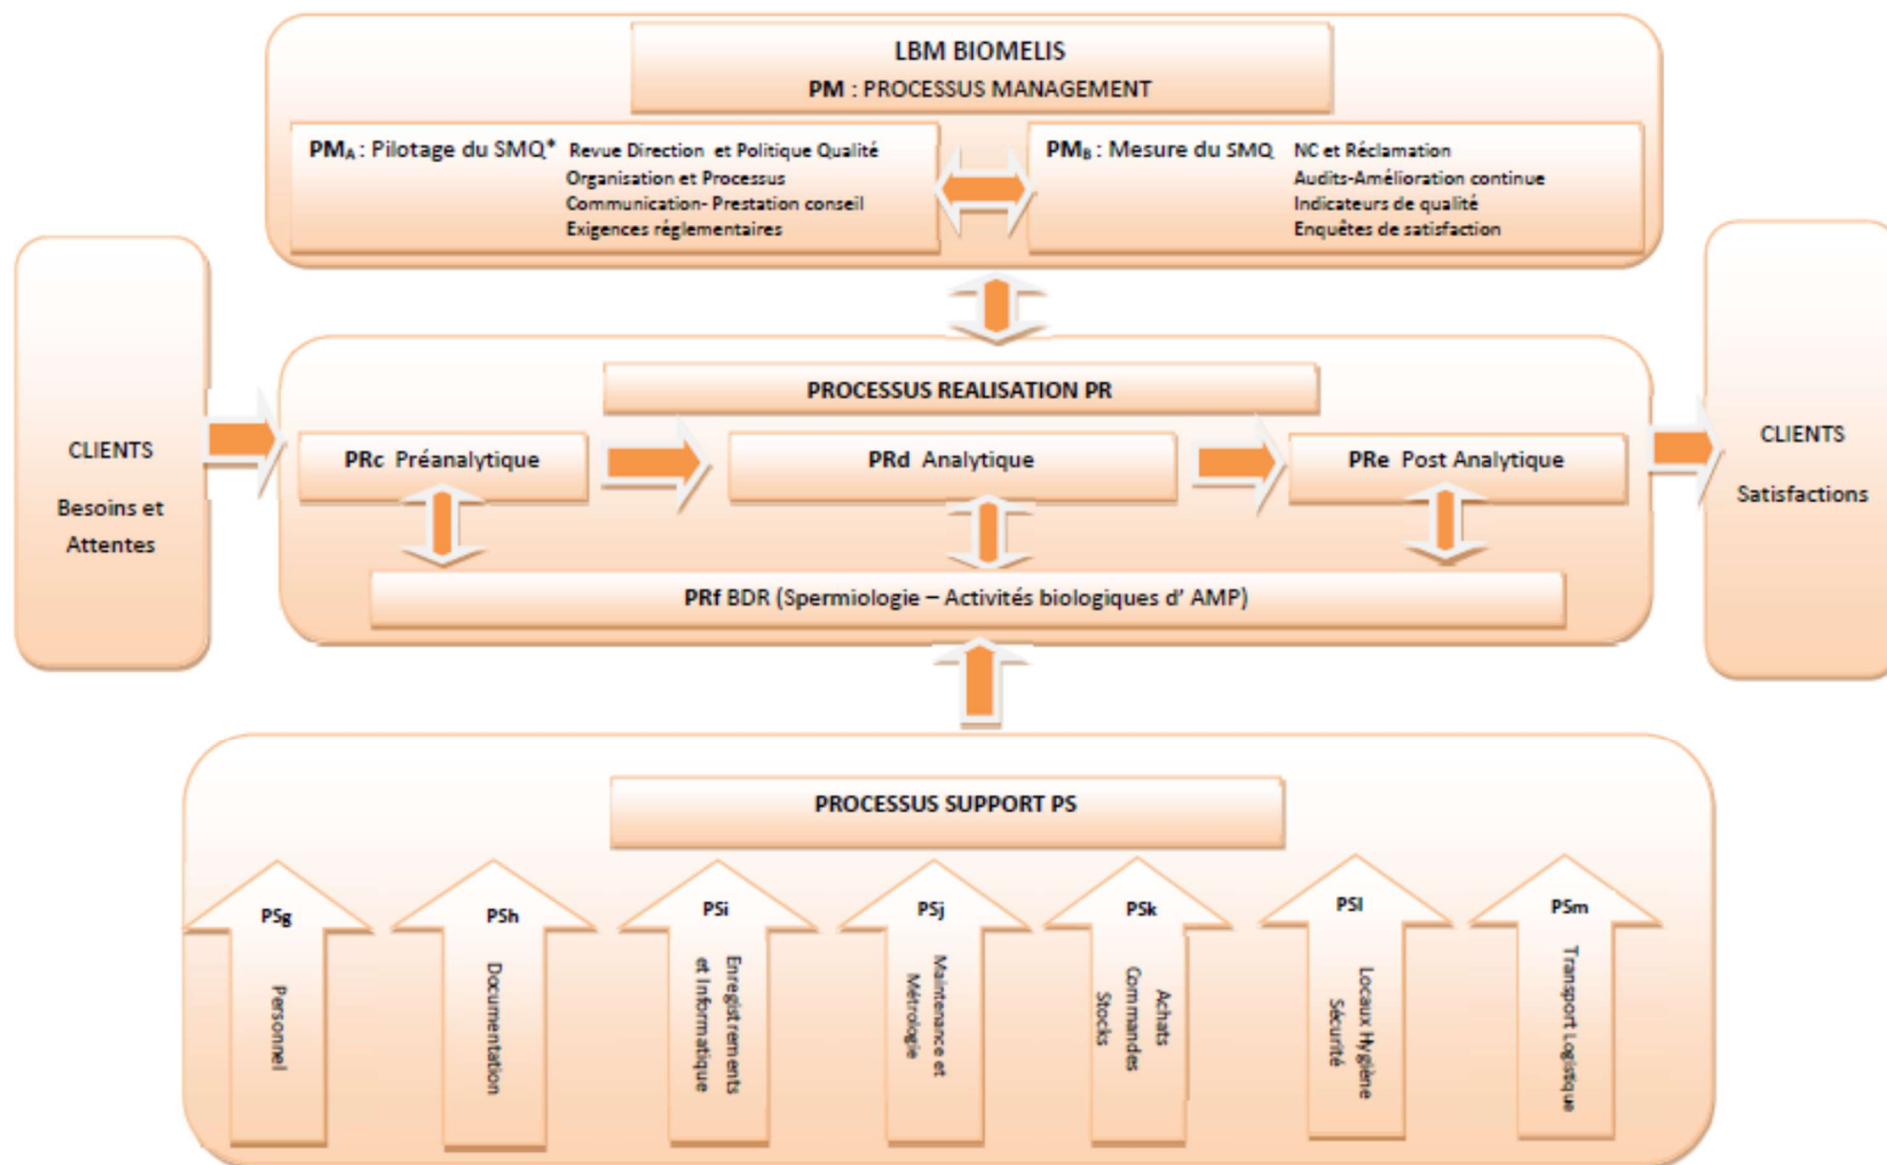 LBM BIOMELIS
PM : PROCESSUS MANAGEMENT
PMA : Pilotage du SMQ* Revue Direction et Politique Qualité
Organisation et Processus
Communication- Prestation conseil
Exigences réglementaires
PMB : Mesure du SMQ NC et Réclamation
Audits-Amélioration continue
Indicateurs de qualité
Enquêtes de satisfaction
CLIENTS
Besoins et
Attentes
PROCESSUS REALISATION PR
PRc Préanalytique
PRd Analytique
PRe Post Analytique
PRf BDR (Spermiologie – Activités biologiques d' AMP)
CLIENTS
Satisfactions
PROCESSUS SUPPORT PS
PSg
Personnel
PSh
Documentation
PSi
Enregistrements
et Informatique
PSj
Maintenance et
Métrologie
PSk
Achats
Commandes
Stocks
PSl
Locaux Hygiène
Sécurité
PSm
Transport Logistique